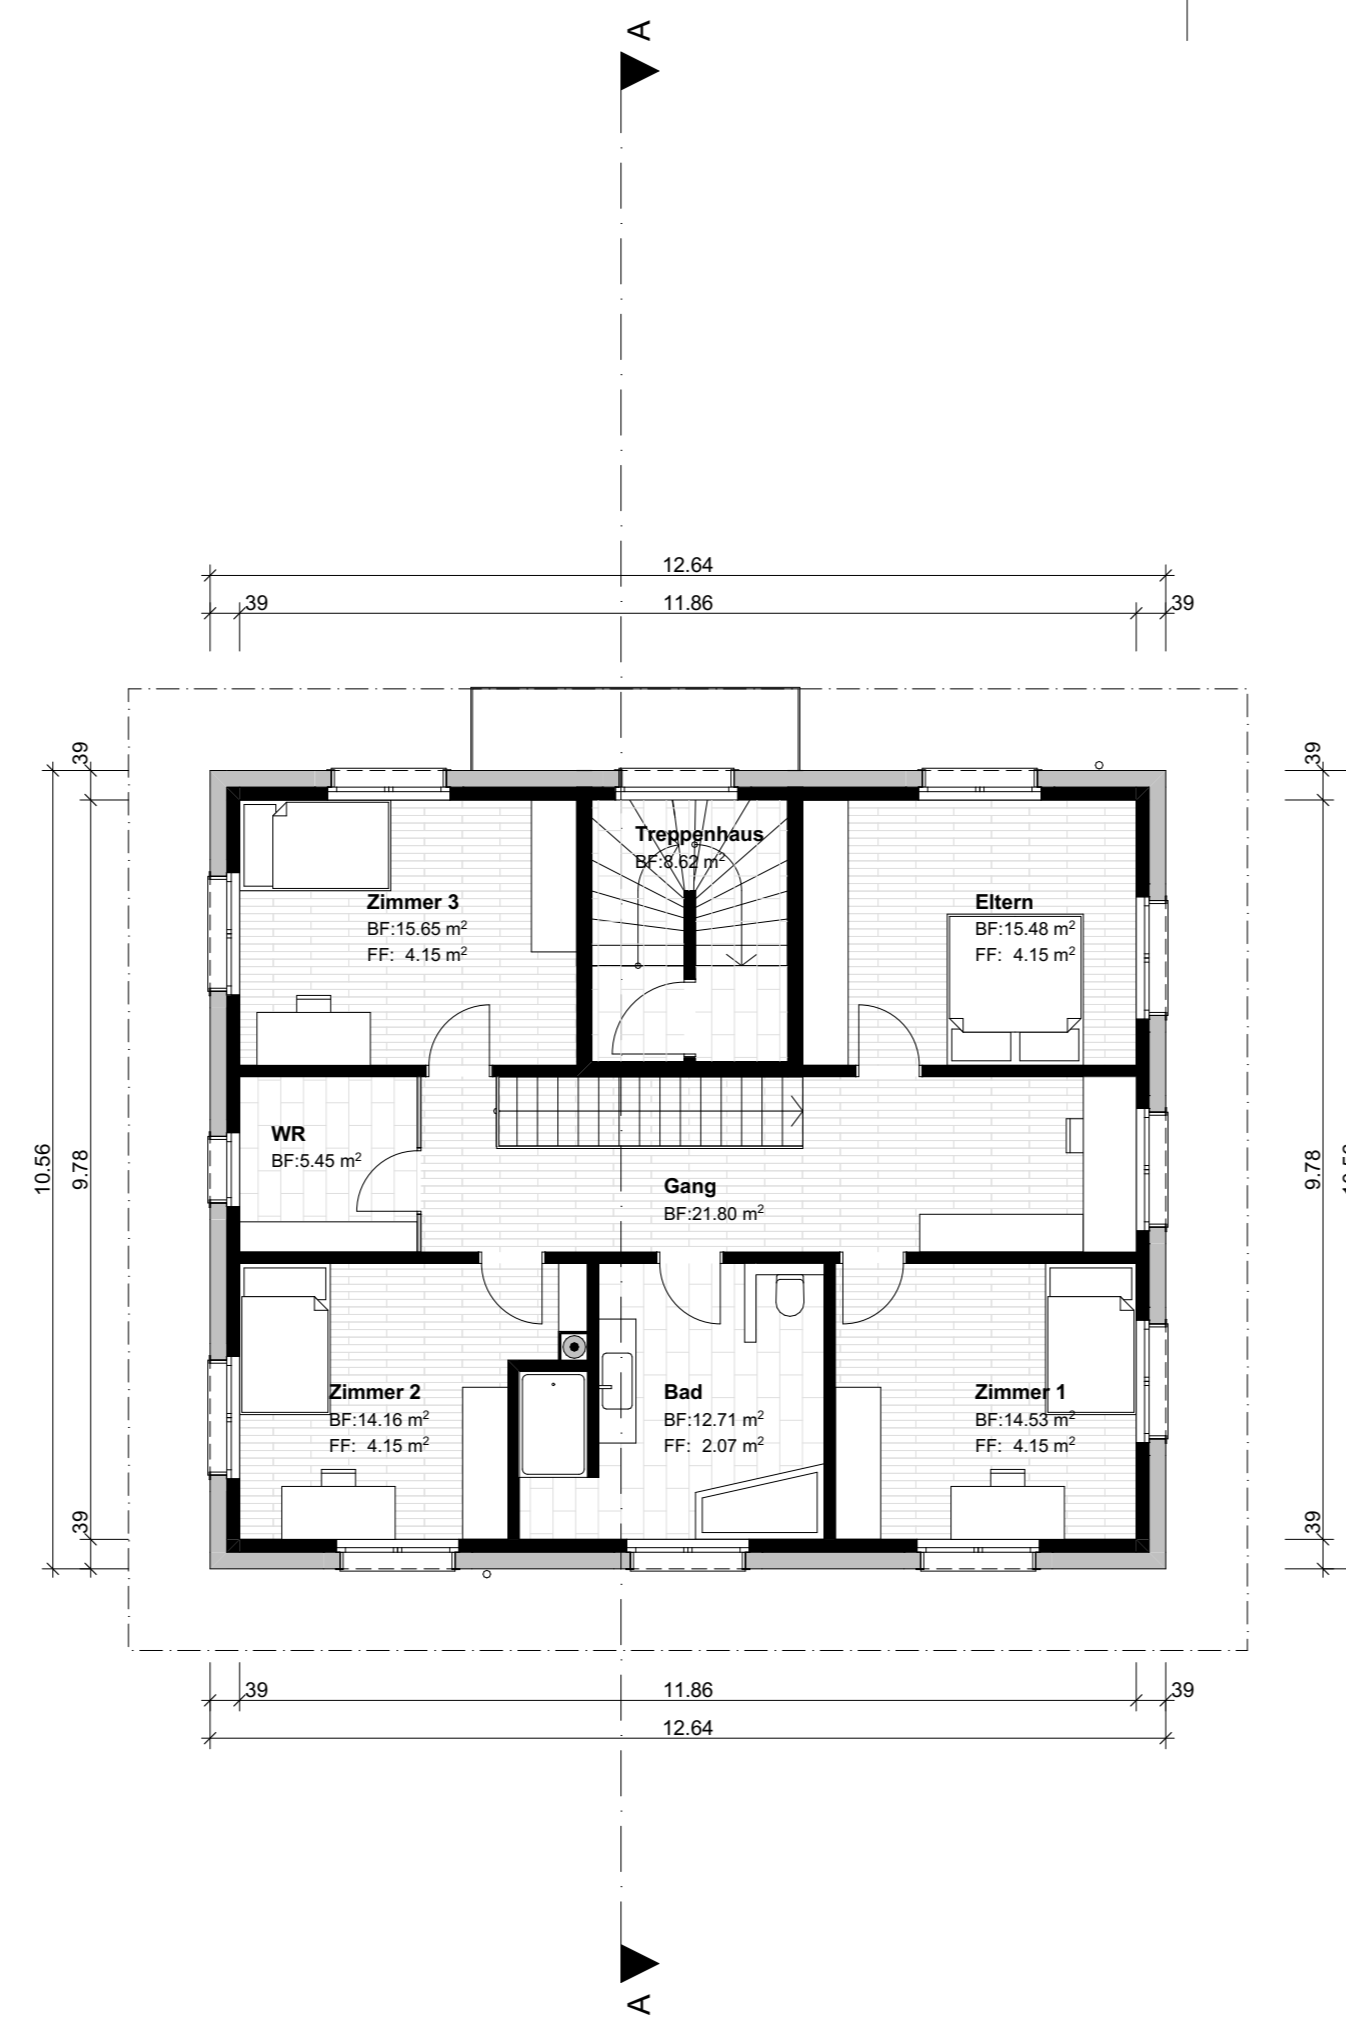 A
12.64
39
11.86
39
39
39
Treppenhaus
BF:8.62 m²
Zimmer 3
BF:15.65 m²
FF: 4.15 m²
Eltern
BF:15.48 m²
FF: 4.15 m²
WR
BF:5.45 m²
10.56
9.78
9.78
Gang
BF:21.80 m²
Zimmer 2
BF:14.16 m²
FF: 4.15 m²
Bad
BF:12.71 m²
FF: 2.07 m²
Zimmer 1
BF:14.53 m²
FF: 4.15 m²
39
39
39
11.86
39
12.64
A